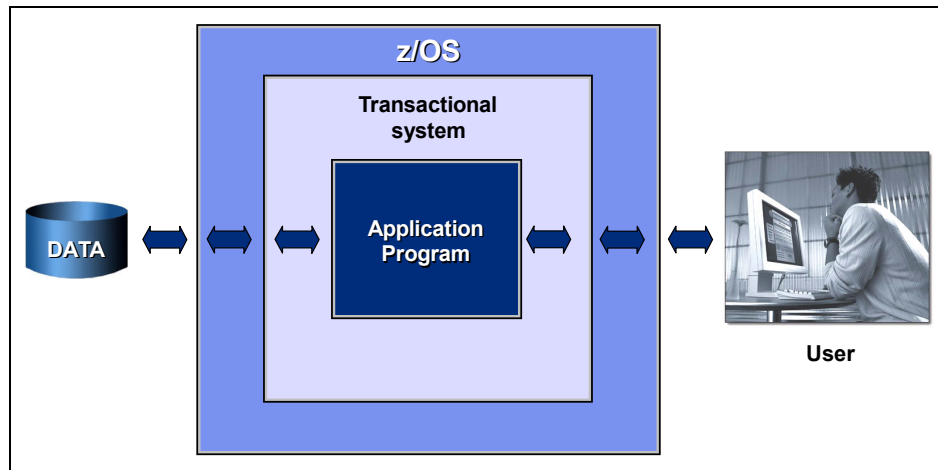 z/OS
Transactional
system
DATA
Application
Program
User